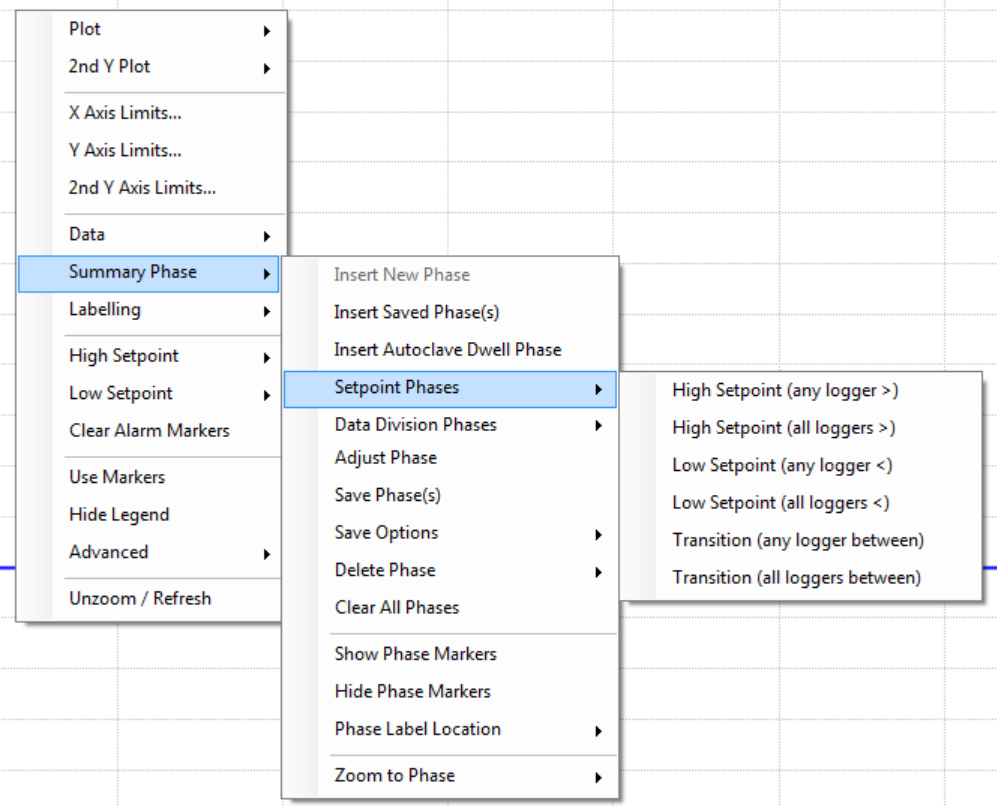 Plot
2nd Y Plot
X Axis Limits...
Y Axis Limits...
2nd Y Axis Limits...
Data
Summary Phase
Labelling
High Setpoint
Low Setpoint
Clear Alarm Markers
Use Markers
Hide Legend
Advanced
Unzoom / Refresh
Insert New Phase
Insert Saved Phase(s)
Insert Autoclave Dwell Phase
Setpoint Phases
Data Division Phases
Adjust Phase
Save Phase(s)
Save Options
Delete Phase
Clear All Phases
Show Phase Markers
Hide Phase Markers
Phase Label Location
Zoom to Phase
High Setpoint (any logger >)
High Setpoint (all loggers >)
Low Setpoint (any logger <)
Low Setpoint (all loggers <)
Transition (any logger between)
Transition (all loggers between)